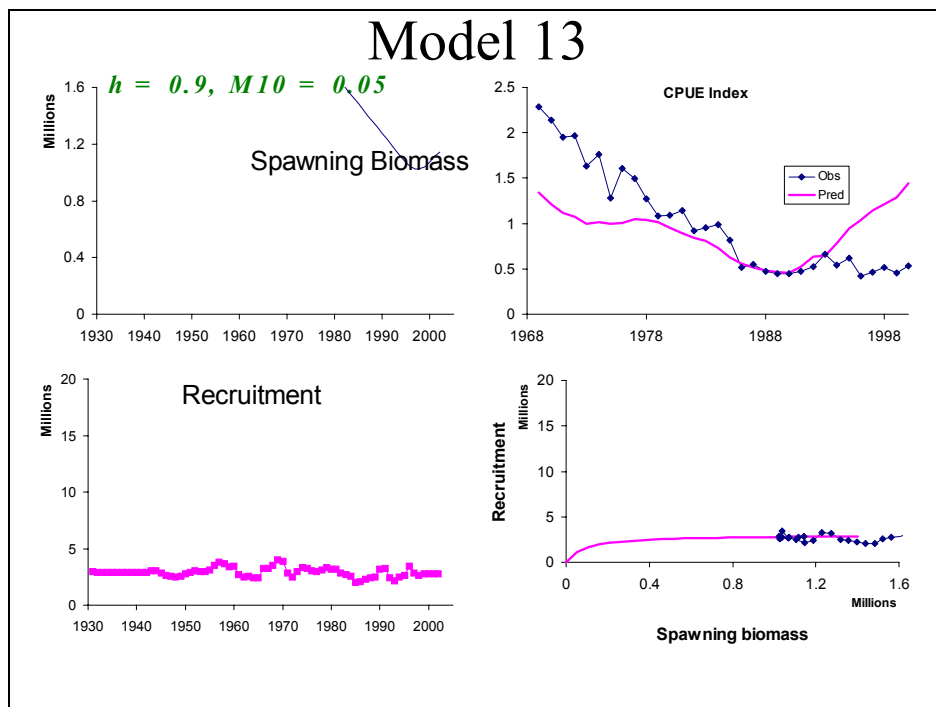 Model 13
h = 0.9, M10 = 0.05
Millions
1.6
1.2
0.8
0.4
0
Spawning Biomass
1930 1940 1950 1960 1970 1980 1990 2000
CPUE Index
2.5
2
1.5
1
0.5
0
Obs
Pred
1968 1978 1988 1998
Recruitment
Millions
20
15
10
5
0
1930 1940 1950 1960 1970 1980 1990 2000
Recruitment
Millions
20
15
10
5
0
0 0.4 0.8 1.2 1.6
Millions
Spawning biomass